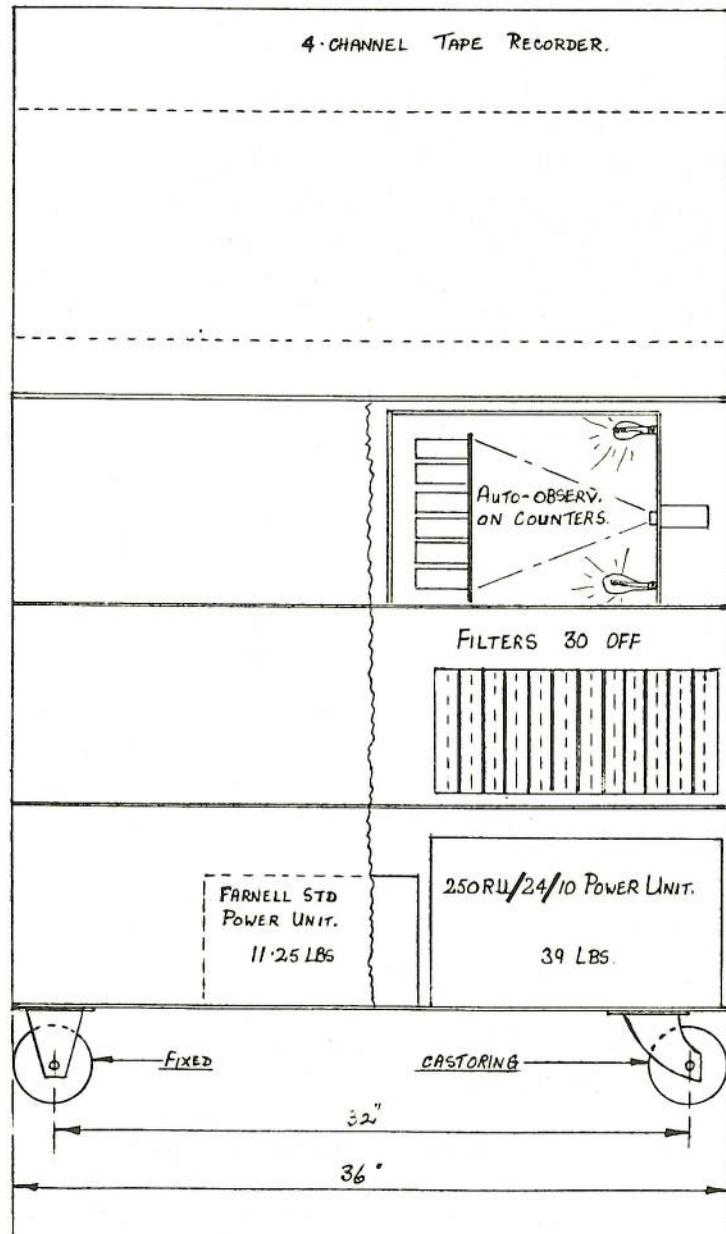 4·CHANNEL TAPE RECORDER.
AUTO-OBSERV.
ON COUNTERS.
FILTERS 30 OFF
FARNELL STD
POWER UNIT.
11·25 LBS
250RU/24/10 POWER UNIT.
39 LBS.
FIXED
CASTORING
32"
36"